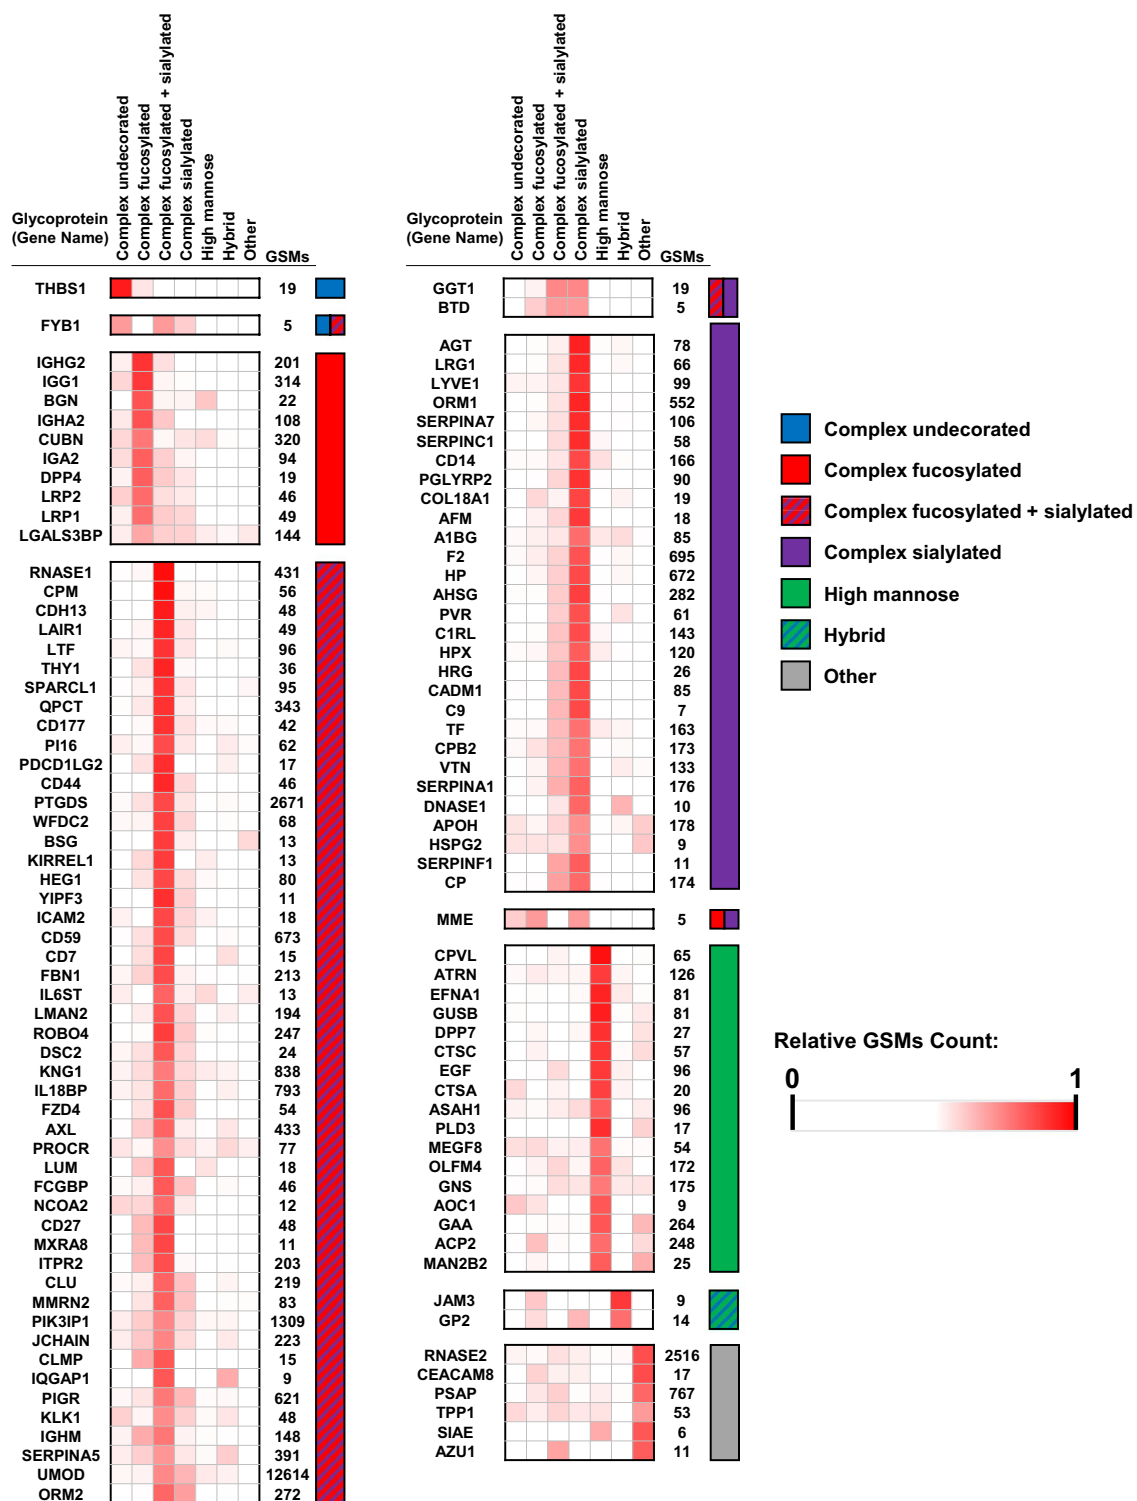 Complex undecorated
Complex fucosylated
Complex fucosylated + sialylated
Complex sialylated
High mannose
Hybrid
Other
Glycoprotein
(Gene Name)
GSMs
THBS1 19
FYB1 5
IGHG2 201
IGG1 314
BGN 22
IGHA2 108
CUBN 320
IGA2 94
DPP4 19
LRP2 46
LRP1 49
LGALS3BP 144
RNASE1 431
CPM 56
CDH13 48
LAIR1 49
LTF 96
THY1 36
SPARCL1 95
QPCT 343
CD177 42
PI16 62
PDCD1LG2 17
CD44 46
PTGDS 2671
WFDC2 68
BSG 13
KIRREL1 13
HEG1 80
YIPF3 11
ICAM2 18
CD59 673
CD7 15
FBN1 213
IL6ST 13
LMAN2 194
ROBO4 247
DSC2 24
KNG1 838
IL18BP 793
FZD4 54
AXL 433
PROCR 77
LUM 18
FCGBP 46
NCOA2 12
CD27 48
MXRA8 11
ITPR2 203
CLU 219
MMRN2 83
PIK3IP1 1309
JCHAIN 223
CLMP 15
IQGAP1 9
PIGR 621
KLK1 48
IGHM 148
SERPINA5 391
UMOD 12614
ORM2 272
Complex undecorated
Complex fucosylated
Complex fucosylated + sialylated
Complex sialylated
High mannose
Hybrid
Other
Glycoprotein
(Gene Name)
GSMs
GGT1 19
BTD 5
AGT 78
LRG1 66
LYVE1 99
ORM1 552
SERPINA7 106
SERPINC1 58
CD14 166
PGLYRP2 90
COL18A1 19
AFM 18
A1BG 85
F2 695
HP 672
AHSG 282
PVR 61
C1RL 143
HPX 120
HRG 26
CADM1 85
C9 7
TF 163
CPB2 173
VTN 133
SERPINA1 176
DNASE1 10
APOH 178
HSPG2 9
SERPINF1 11
CP 174
MME 5
CPVL 65
ATRN 126
EFNA1 81
GUSB 81
DPP7 27
CTSC 57
EGF 96
CTSA 20
ASAH1 96
PLD3 17
MEGF8 54
OLFM4 172
GNS 175
AOC1 9
GAA 264
ACP2 248
MAN2B2 25
JAM3 9
GP2 14
RNASE2 2516
CEACAM8 17
PSAP 767
TPP1 53
SIAE 6
AZU1 11
Complex undecorated
Complex fucosylated
Complex fucosylated + sialylated
Complex sialylated
High mannose
Hybrid
Other
Relative GSMs Count:
0 1